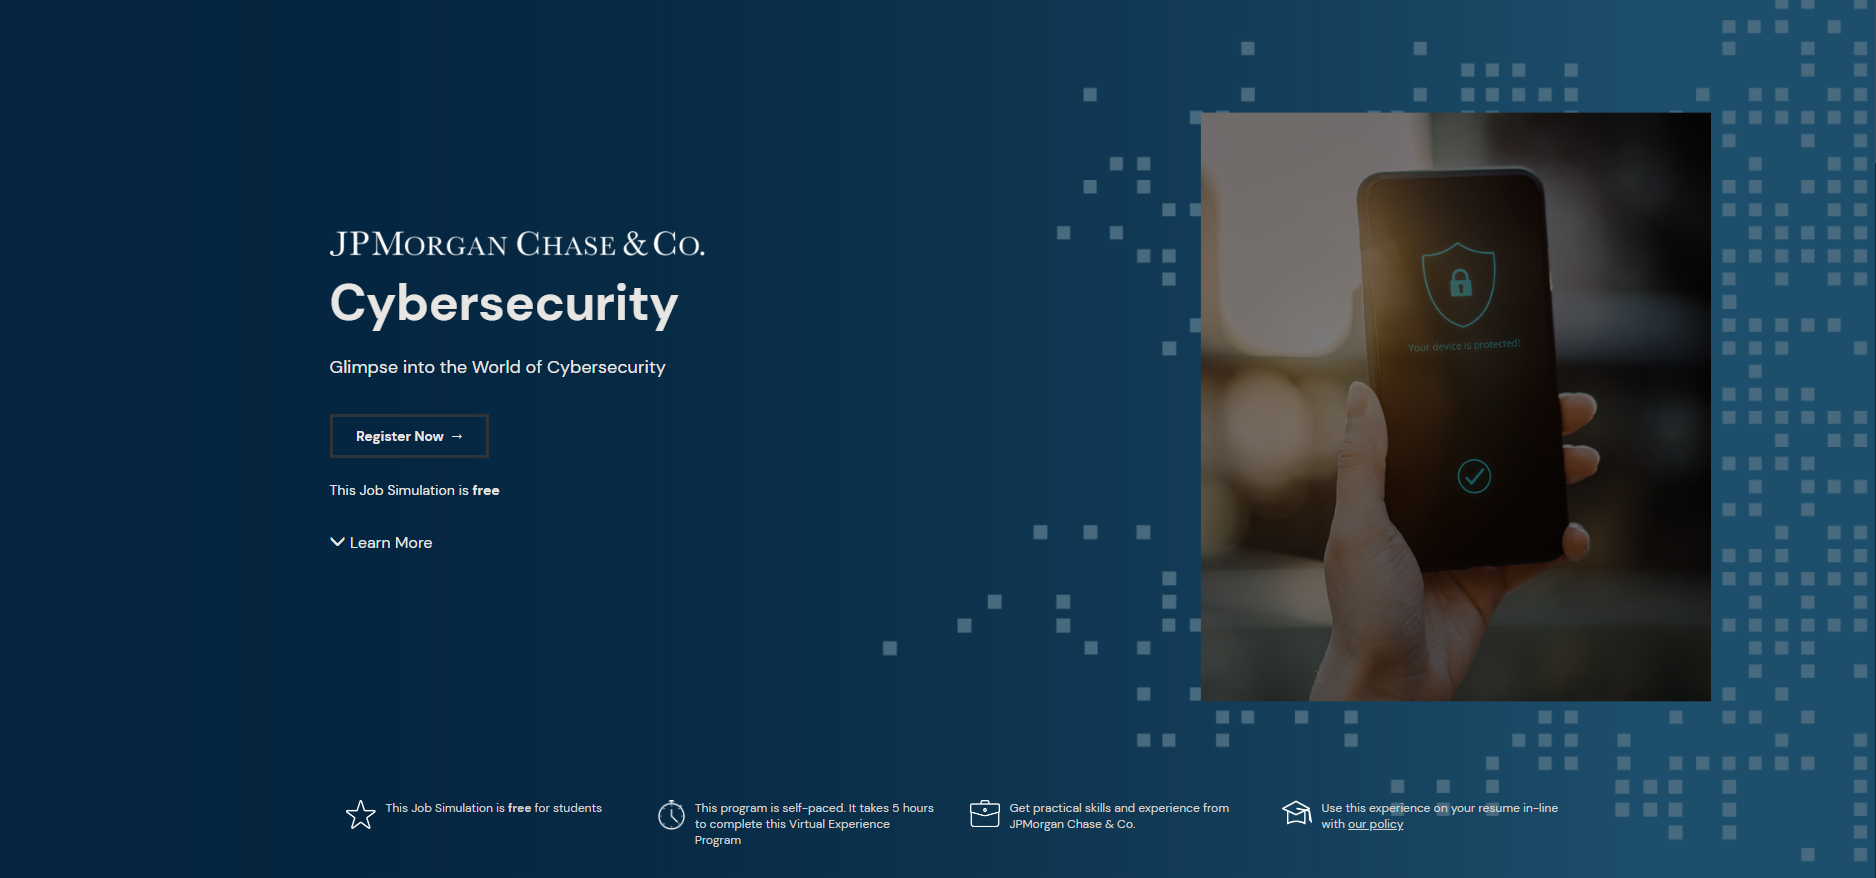 JPMORGAN CHASE & CO.
Cybersecurity
Glimpse into the World of Cybersecurity
Register Now →
This Job Simulation is free
Learn More
Your device is protected!
This Job Simulation is free for students
This program is self-paced. It takes 5 hours
to complete this Virtual Experience
Program
Get practical skills and experience from
JPMorgan Chase & Co.
Use this experience on your resume in-line
with our policy